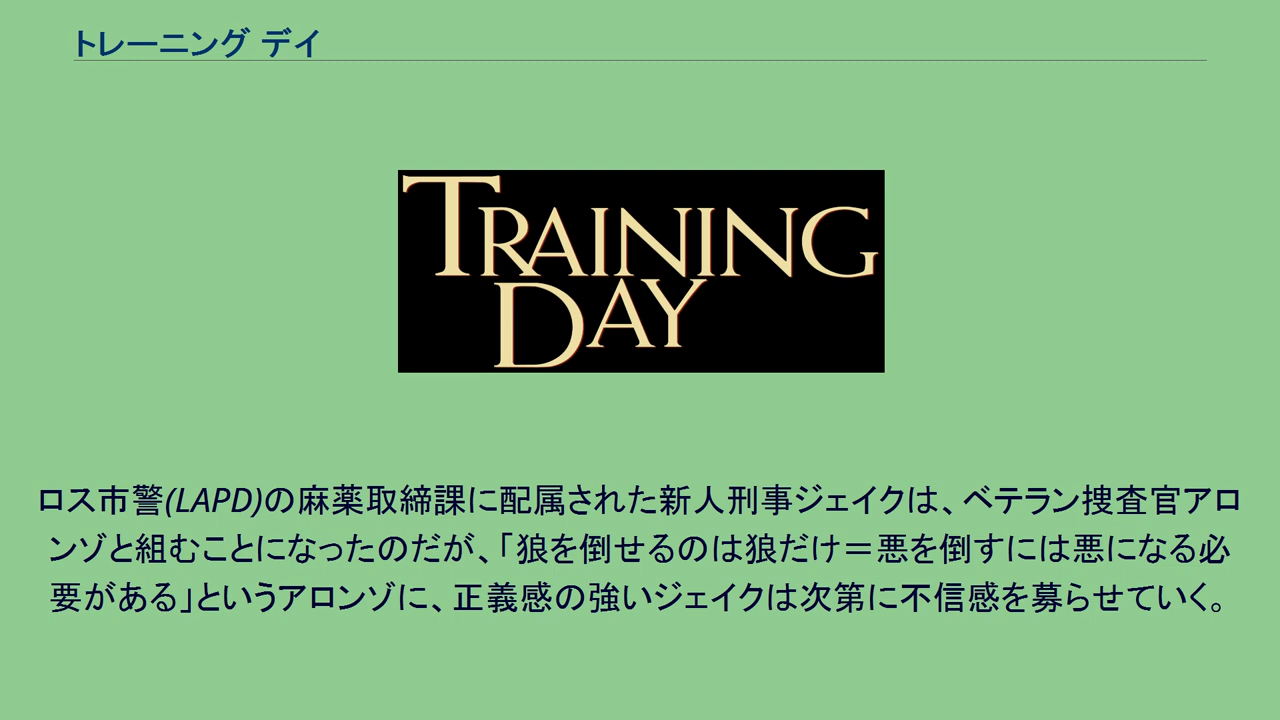 トレーニング デイ
TRAINING
DAY
ロス市警(LAPD)の麻薬取締課に配属された新人刑事ジェイクは、ベテラン捜査官アロ
ンゾと組むことになったのだが、「狼を倒せるのは狼だけ＝悪を倒すには悪になる必
要がある」というアロンゾに、正義感の強いジェイクは次第に不信感を募らせていく。